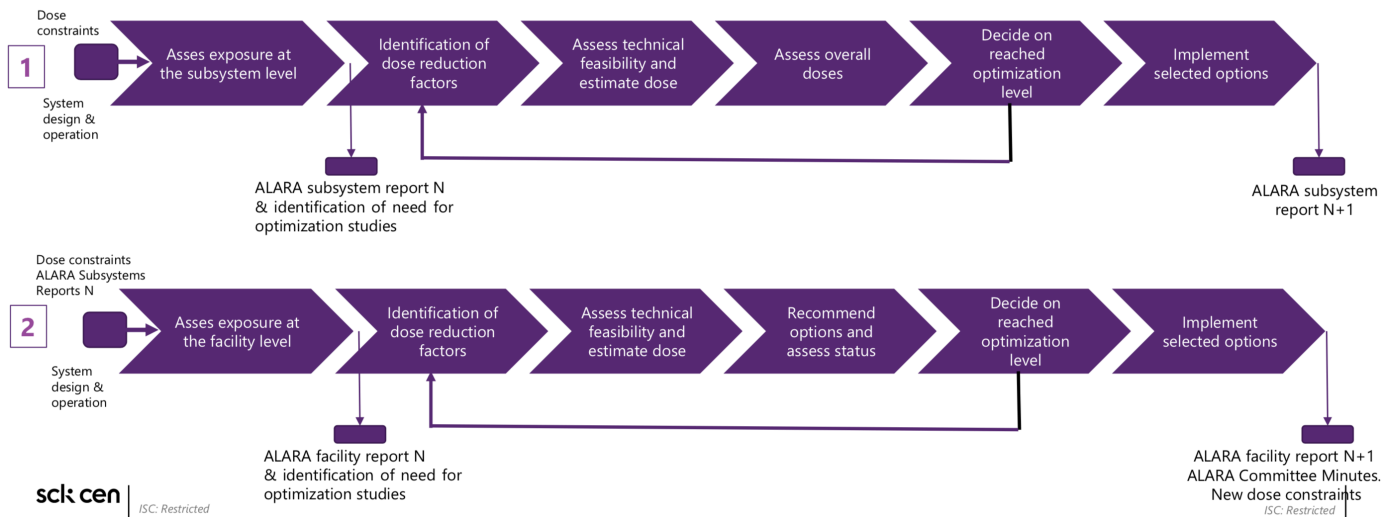 Dose
constraints
1
System
design &
operation
Asses exposure at
the subsystem level
Identification of
dose reduction
factors
Assess technical
feasibility and
estimate dose
Assess overall
doses
Decide on
reached
optimization
level
Implement
selected options
ALARA subsystem report N
& identification of need for
optimization studies
ALARA subsystem
report N+1
Dose constraints
ALARA Subsystems
Reports N
2
System
design &
operation
Asses exposure at
the facility level
Identification of
dose reduction
factors
Assess technical
feasibility and
estimate dose
Recommend
options and
assess status
Decide on
reached
optimization
level
Implement
selected options
ALARA facility report N
& identification of need for
optimization studies
ALARA facility report N+1
ALARA Committee Minutes.
New dose constraints
sck cen
ISC: Restricted
ISC: Restricted